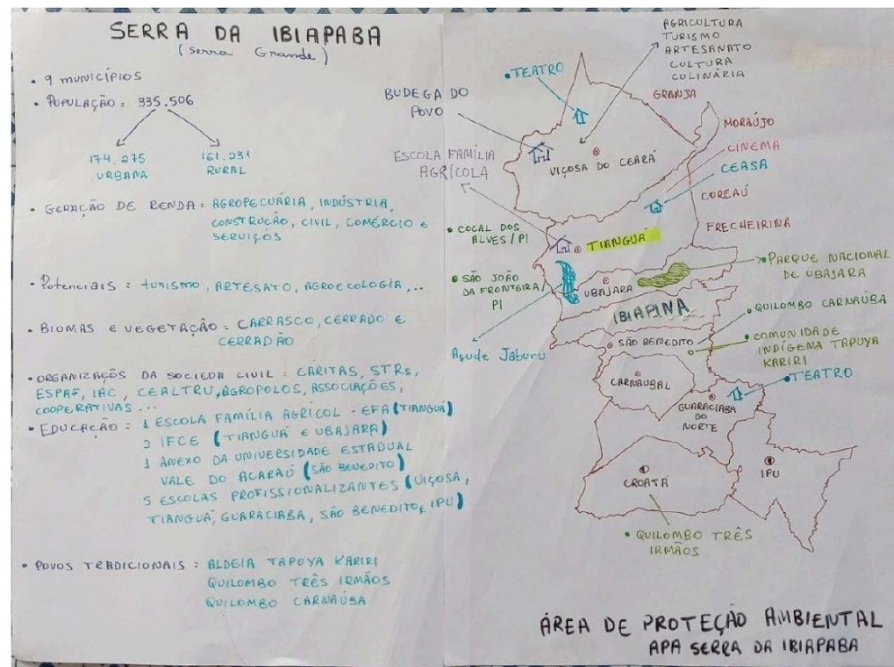 SERRA DA IBIAPABA
(Serra Grande)
• 9 MUNICÍPIOS
• POPULAÇÃO: 335.506
174.275
URBANA
161.231
RURAL
• GERAÇÃO DE RENDA: AGROPECUÁRIA, INDÚSTRIA,
CONSTRUÇÃO, CIVIL, COMÉRCIO e
SERVIÇOS
• Potenciais: TURISMO, ARTESATO, AGROECOLOGIA,...
• BIOMAS E VEGETAÇÃO: CARRASCO, CERRADO E
CERRADÃO
• ORGANIZAÇÕS DA SOCIEDA CIVIL: CÁRITAS, STRs,
ESPAF, IAC, CEALTRU, AGROPOLOS, ASSOCIAÇÕES,
COOPERATIVAS...
• EDUCAÇÃO: 1 ESCOLA FAMÍLIA AGRÍCOL - EFA (TIANGUÁ)
2 IFCE (TIANGUÁ E UBAJARA)
1 ANEXO DA UNIVERSIDADE ESTADUAL
VALE DO ACARAÚ (SÃO BENEDITO)
5 ESCOLAS PROFISSIONALIZANTES (VIÇOSA,
TIANGUÁ, GUARACIABA, SÃO BENEDITO, IPU)
• POVOS TRADICIONAIS: ALDEIA TAPUYA KARIRI
QUILOMBO TRÊS IRMÃOS
QUILOMBO CARNAÚBA
AGRICULTURA
TURISMO
ARTESANATO
CULTURA
CULINÁRIA
• TEATRO
BUDEGA DO
POVO
GRANJA
MORAÚJO
ESCOLA FAMÍLIA
AGRÍCOLA
VIÇOSA DO CEARÁ
CINEMA
CEASA
COREAÚ
FRECHEIRINA
• COCAL DOS
ALVES/PI
TIANGUÁ
• SÃO JOÃO
DA FRONTEIRA/
PI
UBAJARA
PARQUE NACIONAL
DE UBAJARA
IBIAPINA
Açude Jaburu
SÃO BENEDITO
• QUILOMBO CARNAÚBA
• COMUNIDADE
INDÍGENA TAPUYA
KARIRI
CARNAUBAL
• TEATRO
GUARACIABA
DO
NORTE
CROATÁ
IPU
• QUILOMBO TRÊS
IRMÃOS
ÁREA DE PROTEÇÃO AMBIENTAL
APA SERRA DA IBIAPABA